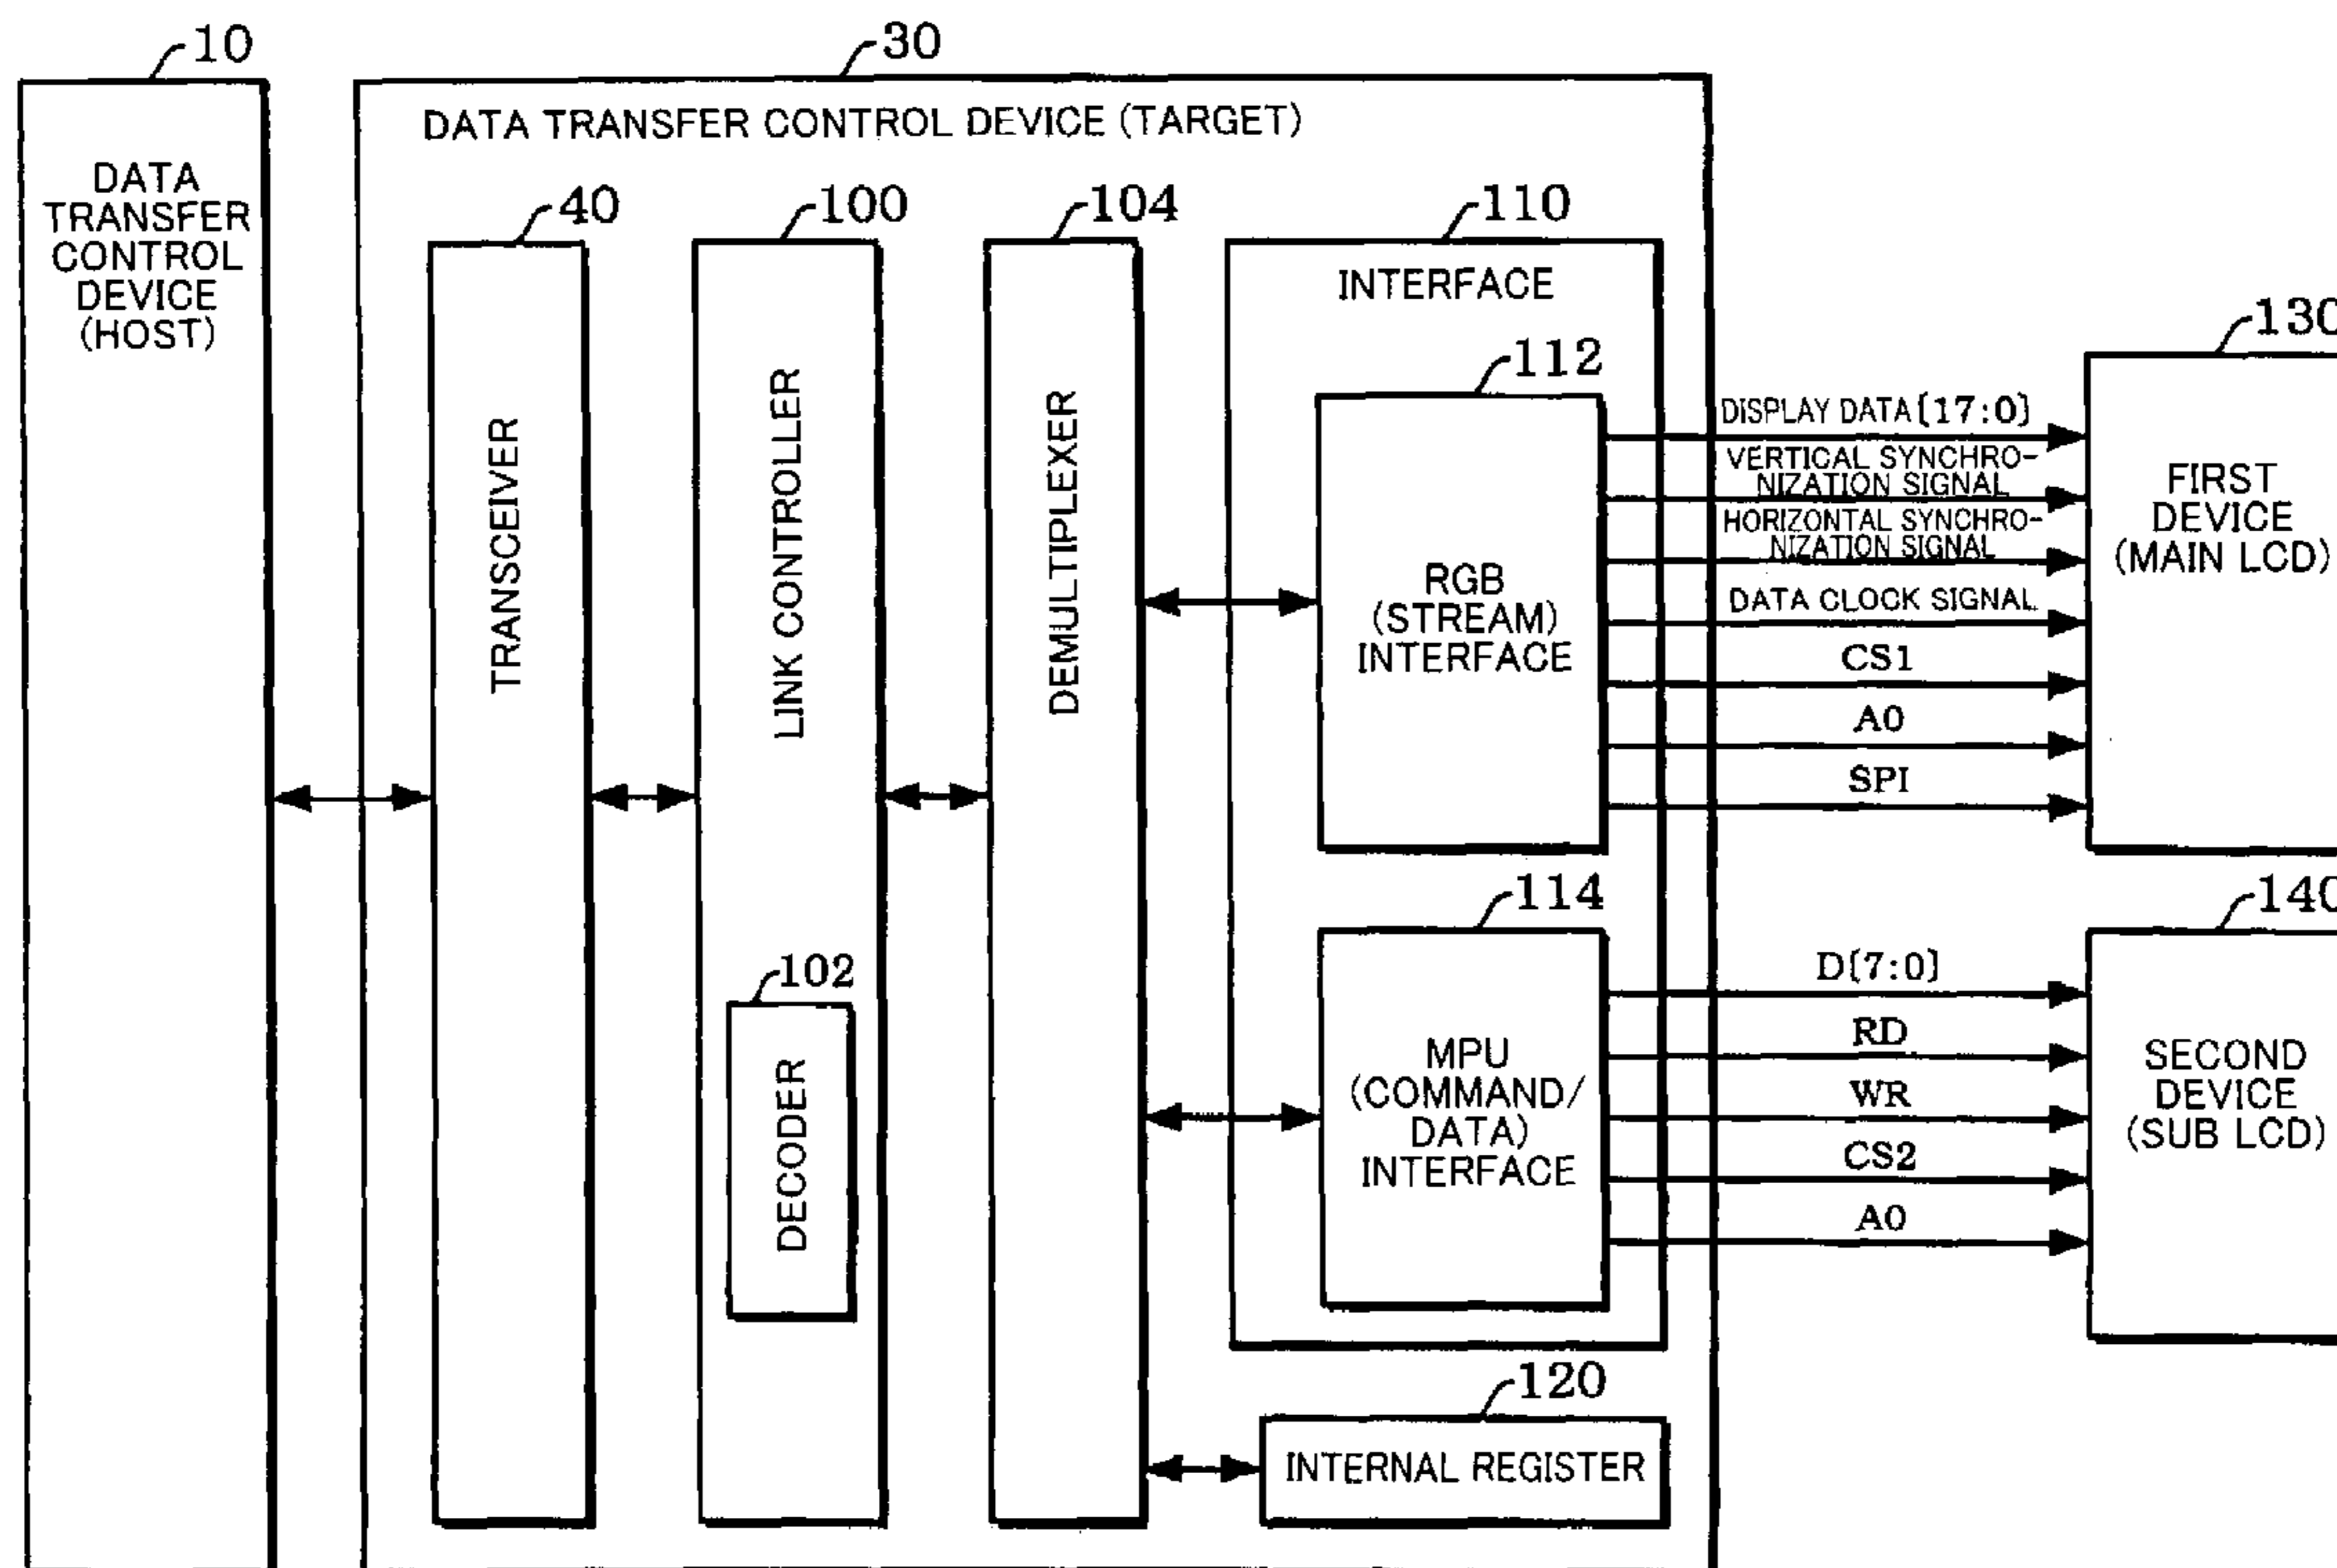 10
30
DATA TRANSFER CONTROL DEVICE (TARGET)
DATA
TRANSFER
CONTROL
DEVICE
(HOST)
40
100
104
110
TRANSCEIVER
LINK CONTROLLER
DEMULTIPLEXER
INTERFACE
112
RGB
(STREAM)
INTERFACE
DISPLAY DATA[17:0]
VERTICAL SYNCHRO-
NIZATION SIGNAL
HORIZONTAL SYNCHRO-
NIZATION SIGNAL
DATA CLOCK SIGNAL
CS1
A0
SPI
130
FIRST
DEVICE
(MAIN LCD)
102
DECODER
114
MPU
(COMMAND/
DATA)
INTERFACE
D[7:0]
RD
WR
CS2
A0
140
SECOND
DEVICE
(SUB LCD)
120
INTERNAL REGISTER